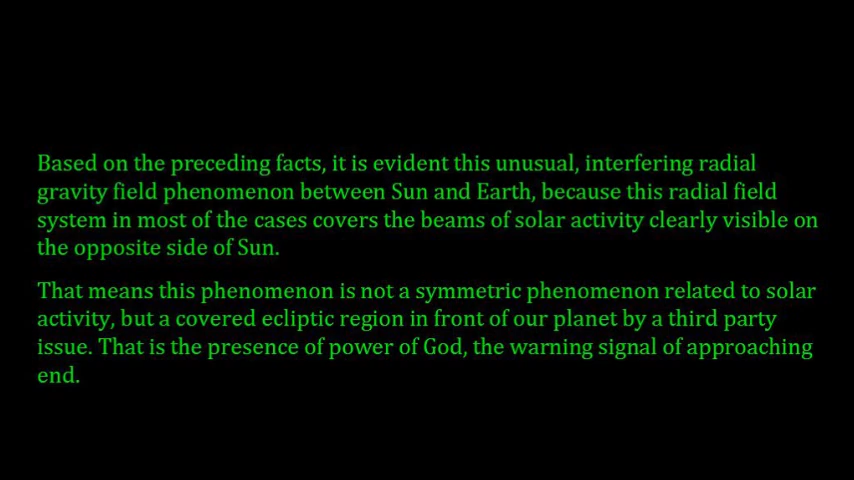 Based on the preceding facts, it is evident this unusual, interfering radial
gravity field phenomenon between Sun and Earth, because this radial field
system in most of the cases covers the beams of solar activity clearly visible on
the opposite side of Sun.
That means this phenomenon is not a symmetric phenomenon related to solar
activity, but a covered ecliptic region in front of our planet by a third party
issue. That is the presence of power of God, the warning signal of approaching
end.